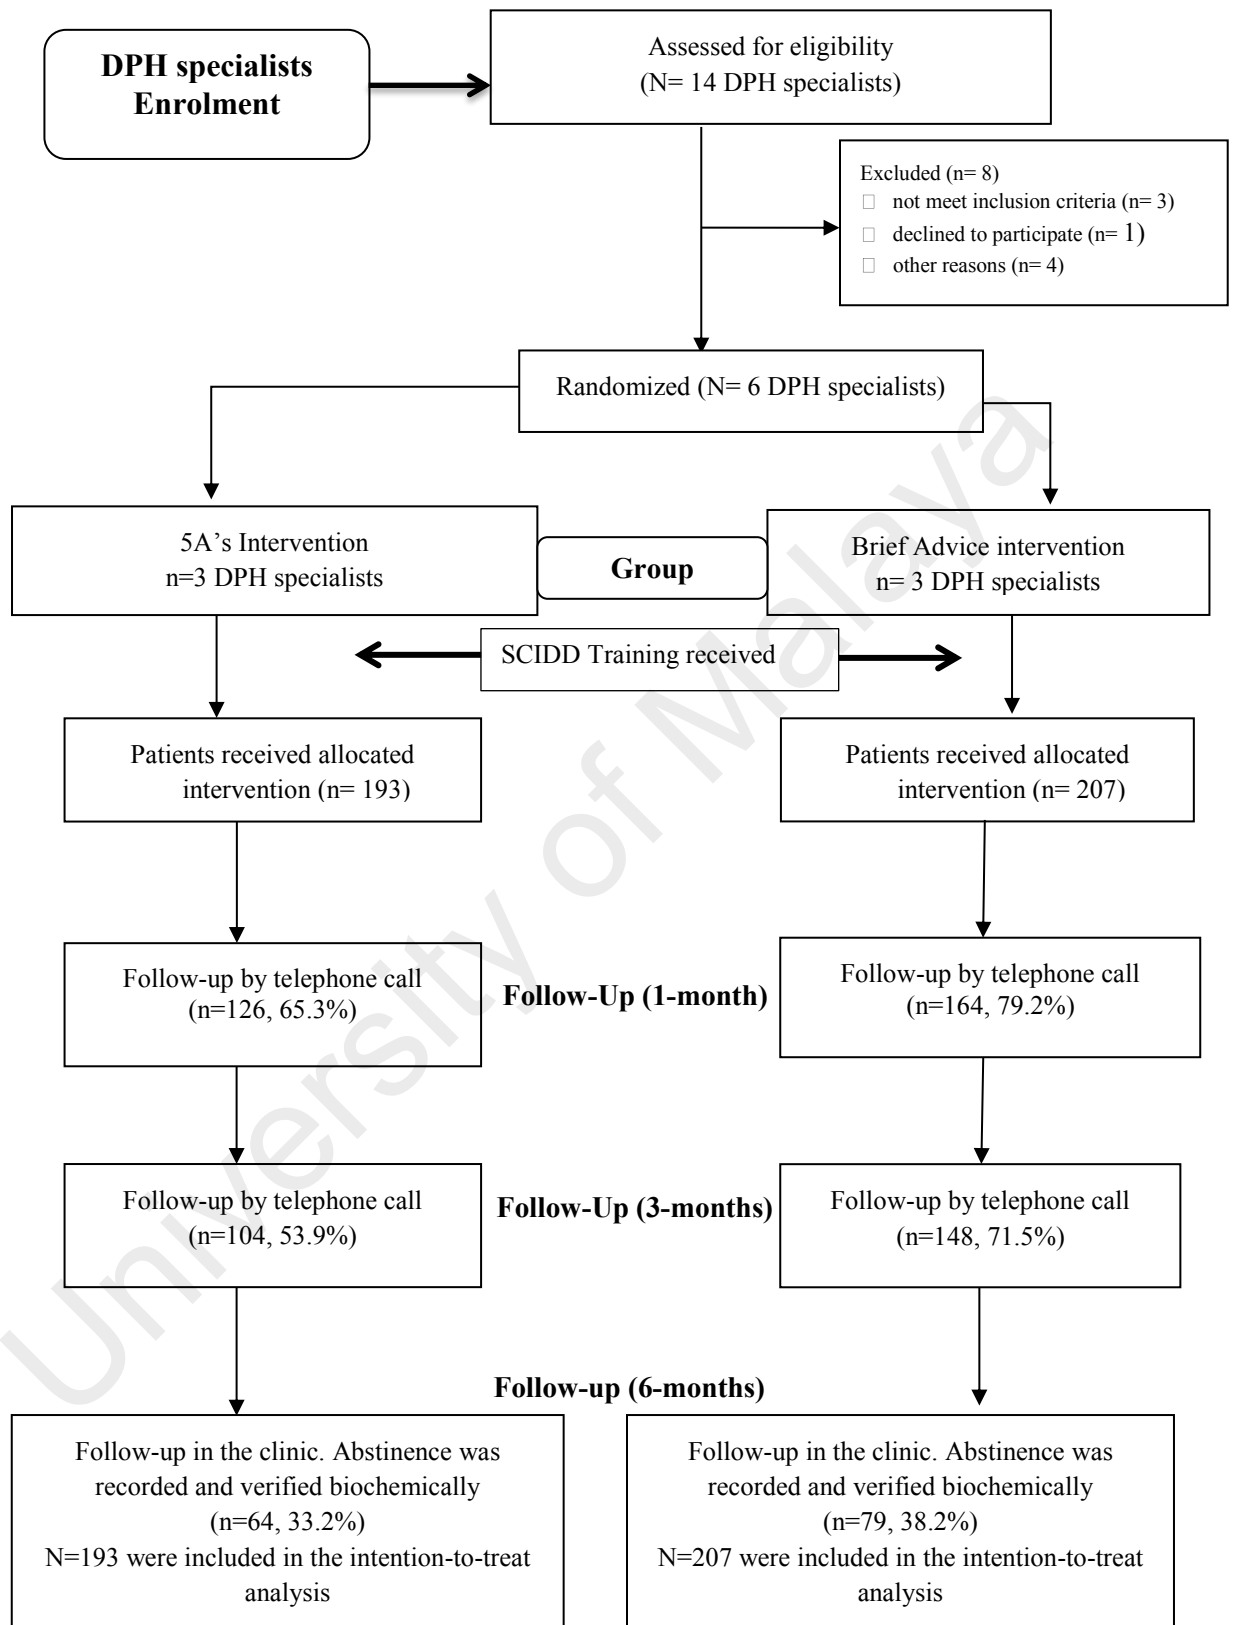 DPH specialists
Enrolment
Assessed for eligibility
(N= 14 DPH specialists)
Excluded (n= 8)
not meet inclusion criteria (n= 3)
declined to participate (n= 1)
other reasons (n= 4)
Randomized (N= 6 DPH specialists)
5A’s Intervention
n=3 DPH specialists
Group
Brief Advice intervention
n= 3 DPH specialists
SCIDD Training received
Patients received allocated
intervention (n= 193)
Patients received allocated
intervention (n= 207)
Follow-up by telephone call
(n=126, 65.3%)
Follow-Up (1-month)
Follow-up by telephone call
(n=164, 79.2%)
Follow-up by telephone call
(n=104, 53.9%)
Follow-Up (3-months)
Follow-up by telephone call
(n=148, 71.5%)
Follow-up (6-months)
Follow-up in the clinic. Abstinence was
recorded and verified biochemically
(n=64, 33.2%)
N=193 were included in the intention-to-treat
analysis
Follow-up in the clinic. Abstinence was
recorded and verified biochemically
(n=79, 38.2%)
N=207 were included in the intention-to-treat
analysis
University of Malaya